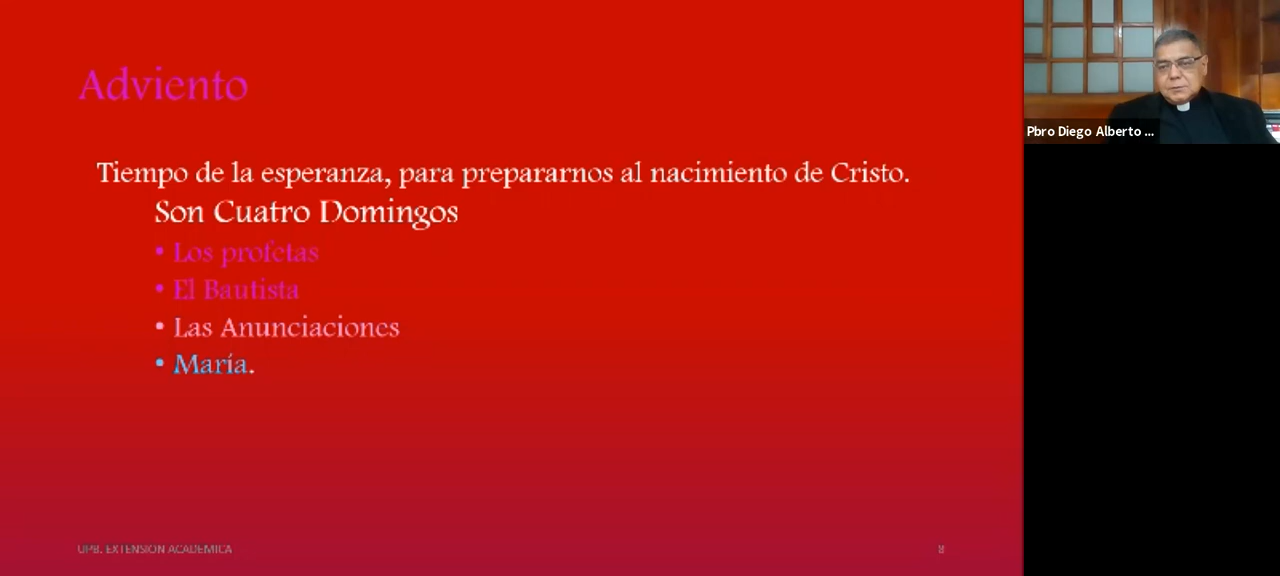 Adviento
Tiempo de la esperanza, para prepararnos al nacimiento de Cristo.
Son Cuatro Domingos
• Los profetas
• El Bautista
• Las Anunciaciones
• María.
UPB. EXTENSION ACADEMICA
8
Pbro Diego Alberto ...